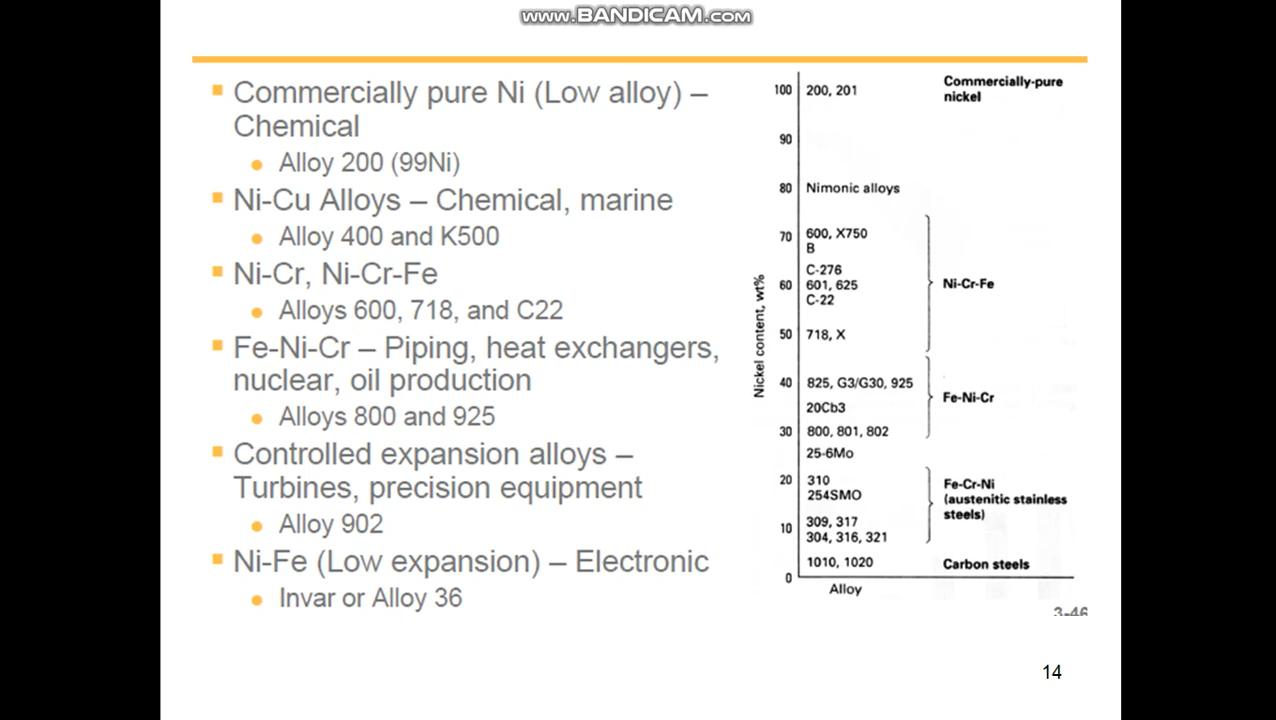 www.BANDICAM.com
Commercially pure Ni (Low alloy) –
Chemical
Alloy 200 (99Ni)
Ni-Cu Alloys – Chemical, marine
Alloy 400 and K500
Ni-Cr, Ni-Cr-Fe
Alloys 600, 718, and C22
Fe-Ni-Cr – Piping, heat exchangers,
nuclear, oil production
Alloys 800 and 925
Controlled expansion alloys –
Turbines, precision equipment
Alloy 902
Ni-Fe (Low expansion) – Electronic
Invar or Alloy 36
Nickel content, wt%
100 200, 201 Commercially-pure
nickel
90
80 Nimonic alloys
70 600, X750
B
C-276
60 601, 625 Ni-Cr-Fe
C-22
50 718, X
40 825, G3/G30, 925 Fe-Ni-Cr
20Cb3
30 800, 801, 802
25-6Mo
20 310 Fe-Cr-Ni
254SMO (austenitic stainless
steels)
309, 317
10 304, 316, 321
1010, 1020 Carbon steels
0
Alloy
3-46
14